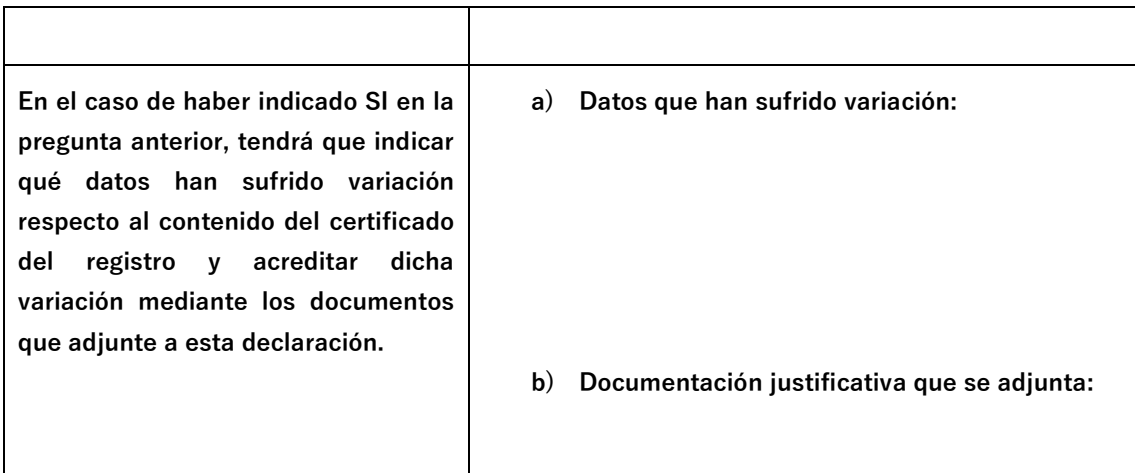 En el caso de haber indicado SI en la
pregunta anterior, tendrá que indicar
qué datos han sufrido variación
respecto al contenido del certificado
del registro y acreditar dicha
variación mediante los documentos
que adjunte a esta declaración.
a) Datos que han sufrido variación:
b) Documentación justificativa que se adjunta: